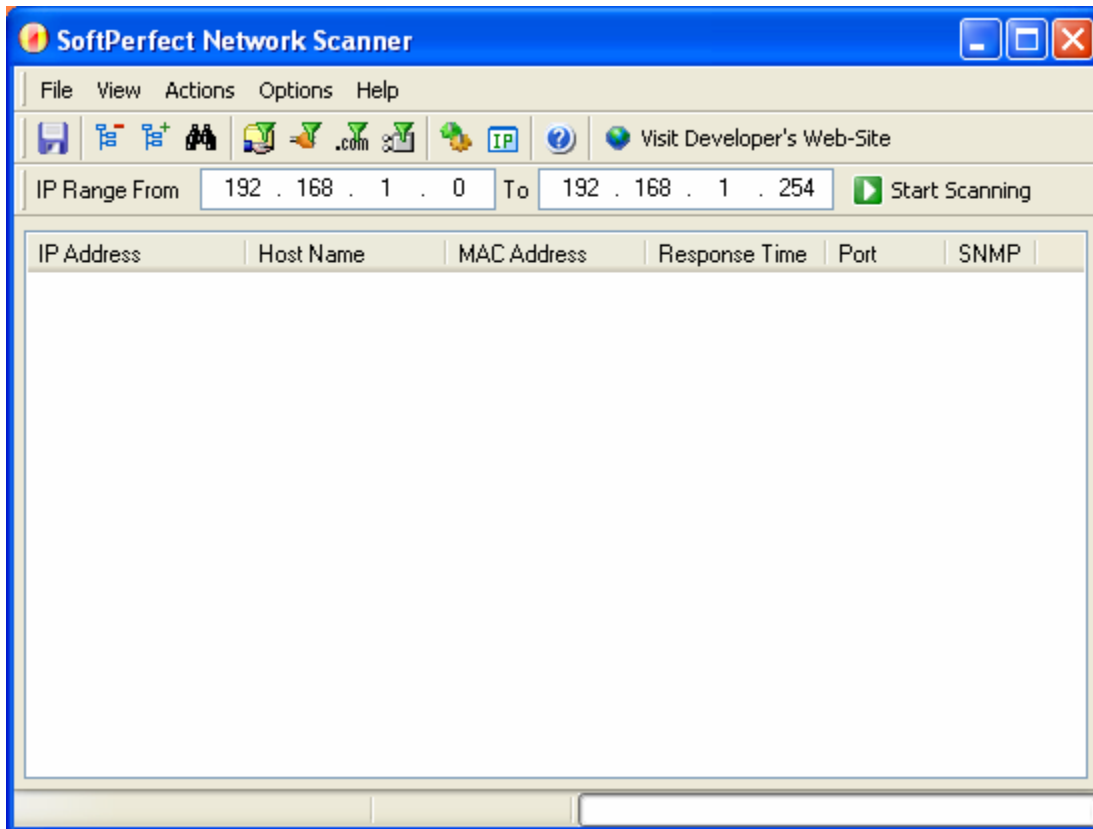 SoftPerfect Network Scanner
File View Actions Options Help
.com IP ? Visit Developer's Web-Site
IP Range From 192 . 168 . 1 . 0 To 192 . 168 . 1 . 254 Start Scanning
IP Address Host Name MAC Address Response Time Port SNMP